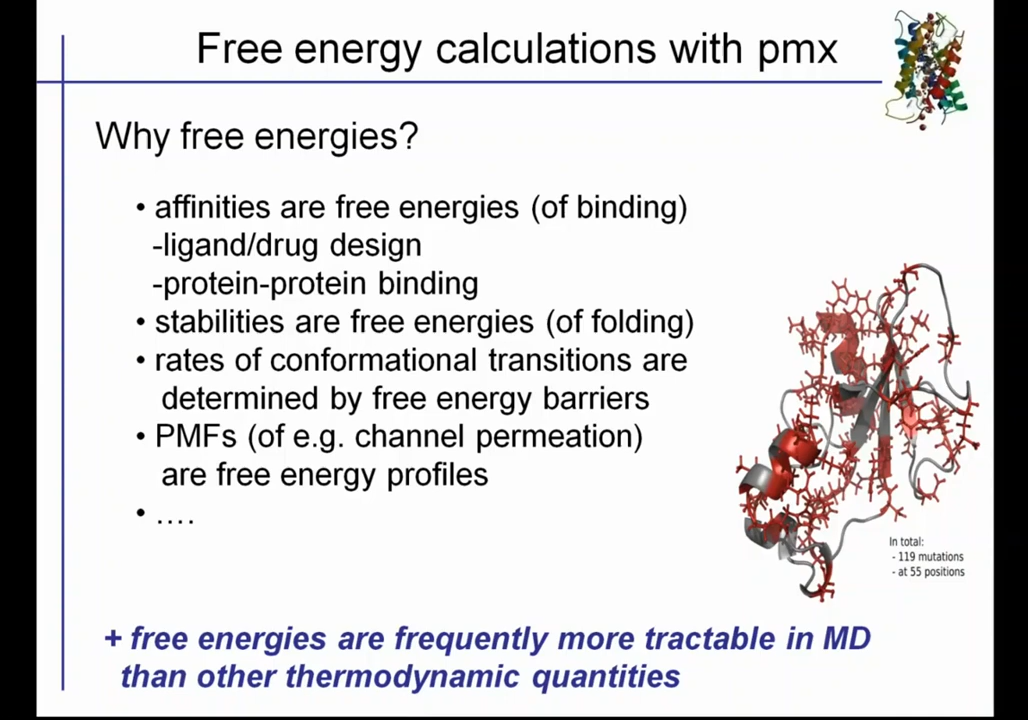 Free energy calculations with pmx
Why free energies?
• affinities are free energies (of binding)
-ligand/drug design
-protein-protein binding
• stabilities are free energies (of folding)
• rates of conformational transitions are
determined by free energy barriers
• PMFs (of e.g. channel permeation)
are free energy profiles
• ....
In total:
- 119 mutations
- at 55 positions
+ free energies are frequently more tractable in MD
than other thermodynamic quantities